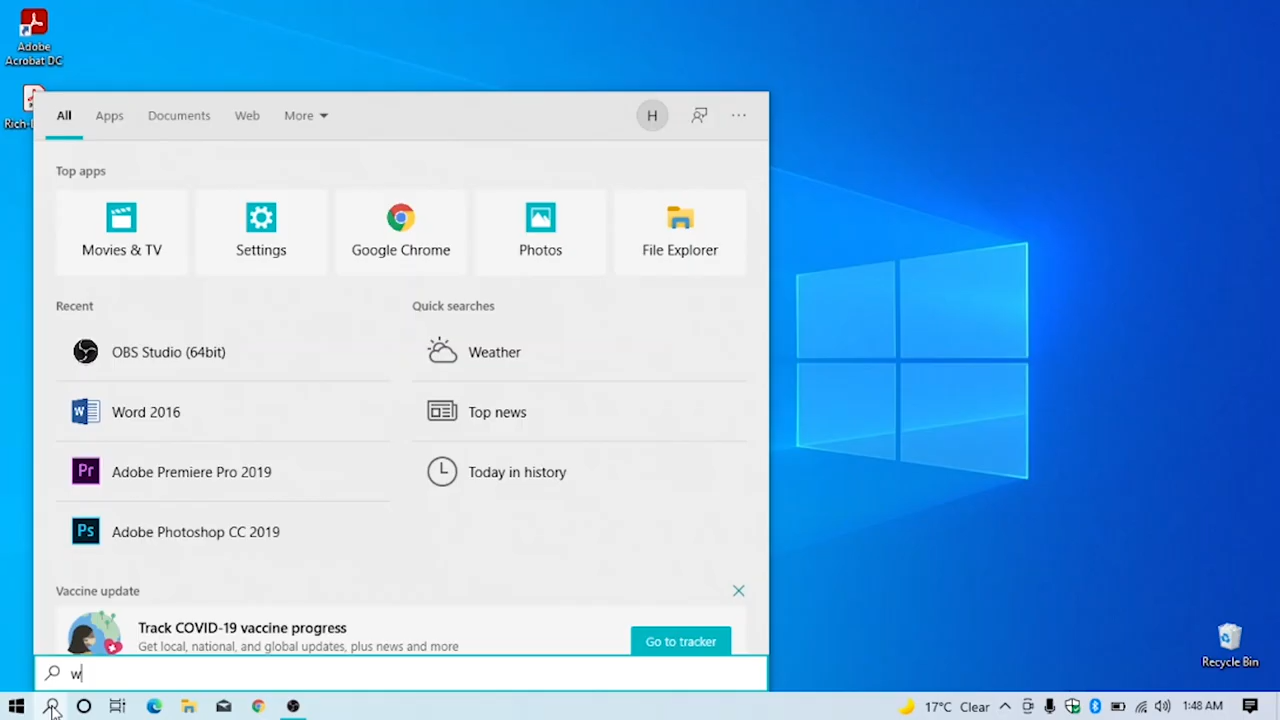 Adobe
Acrobat DC
All Apps Documents Web More H
Top apps
Movies & TV Settings Google Chrome Photos File Explorer
Recent Quick searches
OBS Studio (64bit) Weather
W Word 2016 Top news
Pr Adobe Premiere Pro 2019 Today in history
Ps Adobe Photoshop CC 2019
Vaccine update
Track COVID-19 vaccine progress
Get local, national, and global updates, plus news and more Go to tracker
w
Recycle Bin
17°C Clear 1:48 AM